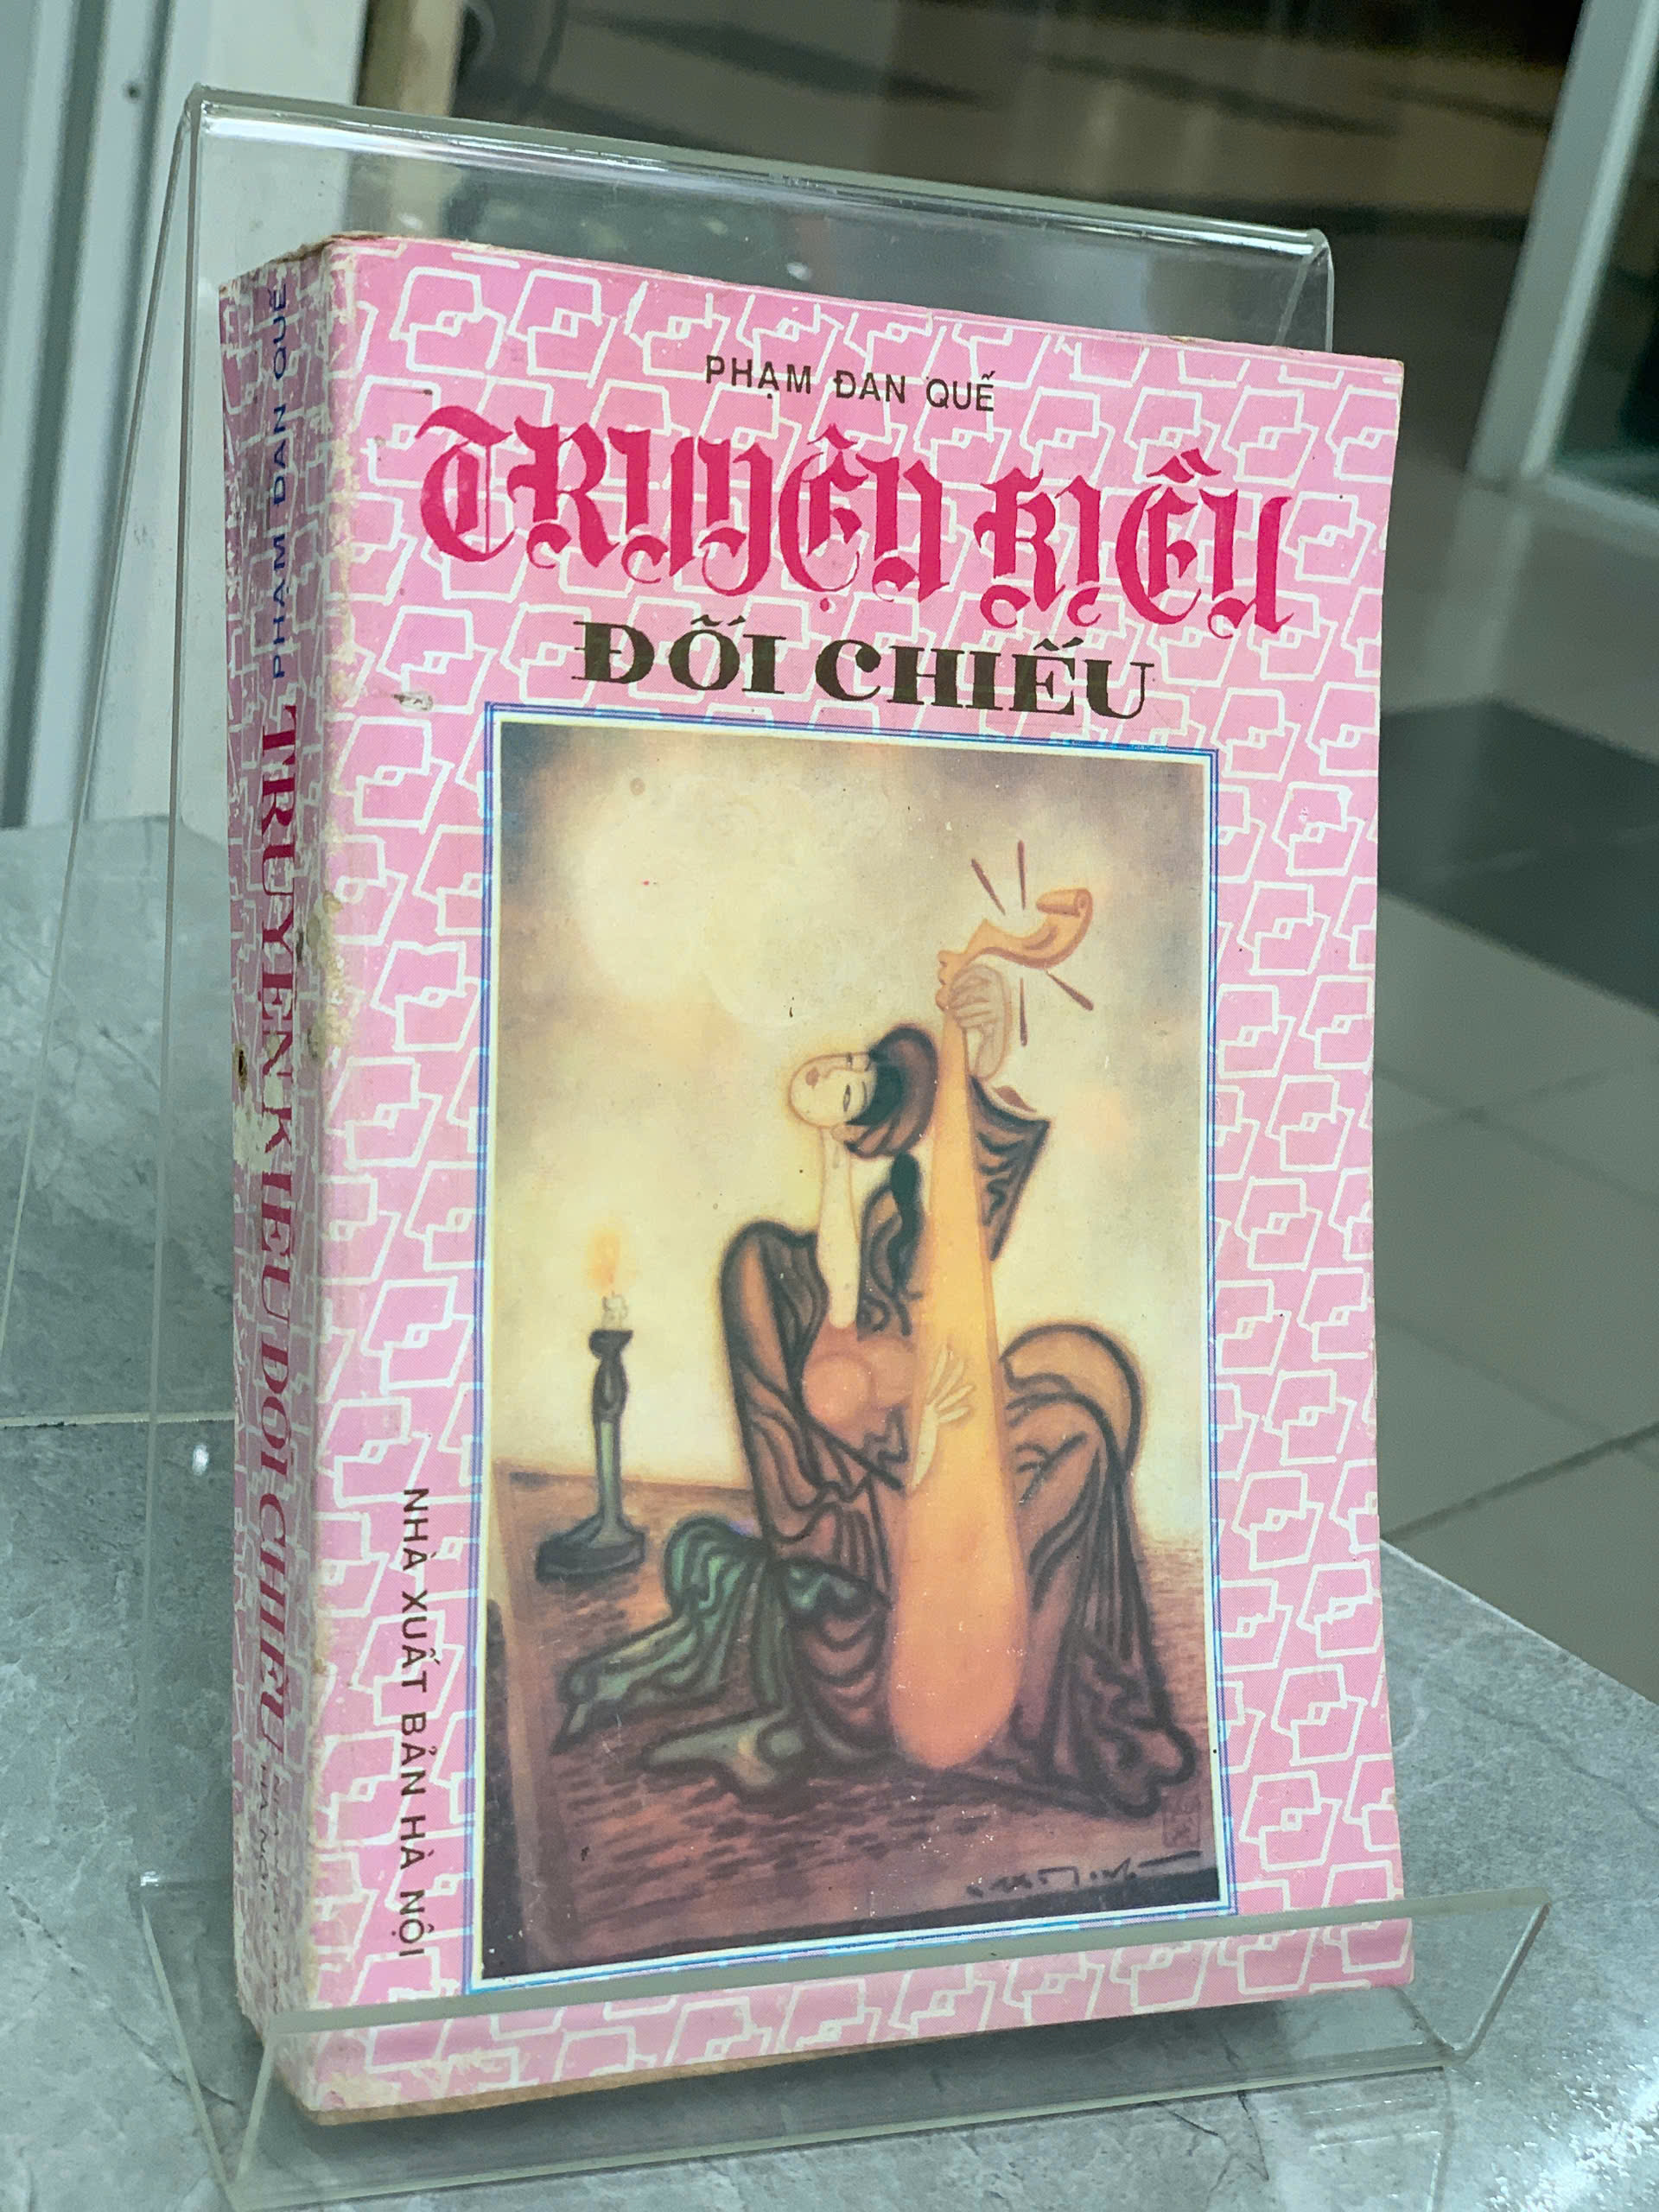 PHẠM ĐAN QUẾ
TRUYỆN KIỀU
ĐỐI CHIẾU
NHÀ XUẤT BẢN HÀ NỘI
PHẠM ĐAN QUẾ TRUYỆN KIỀU ĐỐI CHIẾU